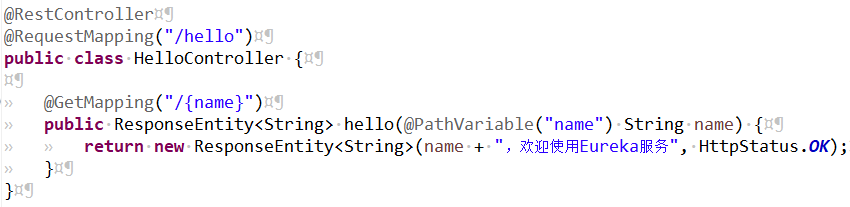 @RestController
@RequestMapping("/hello")
public class HelloController {

    @GetMapping("/{name}")
    public ResponseEntity<String> hello(@PathVariable("name") String name) {
        return new ResponseEntity<String>(name + "，欢迎使用Eureka服务", HttpStatus.OK);
    }
}